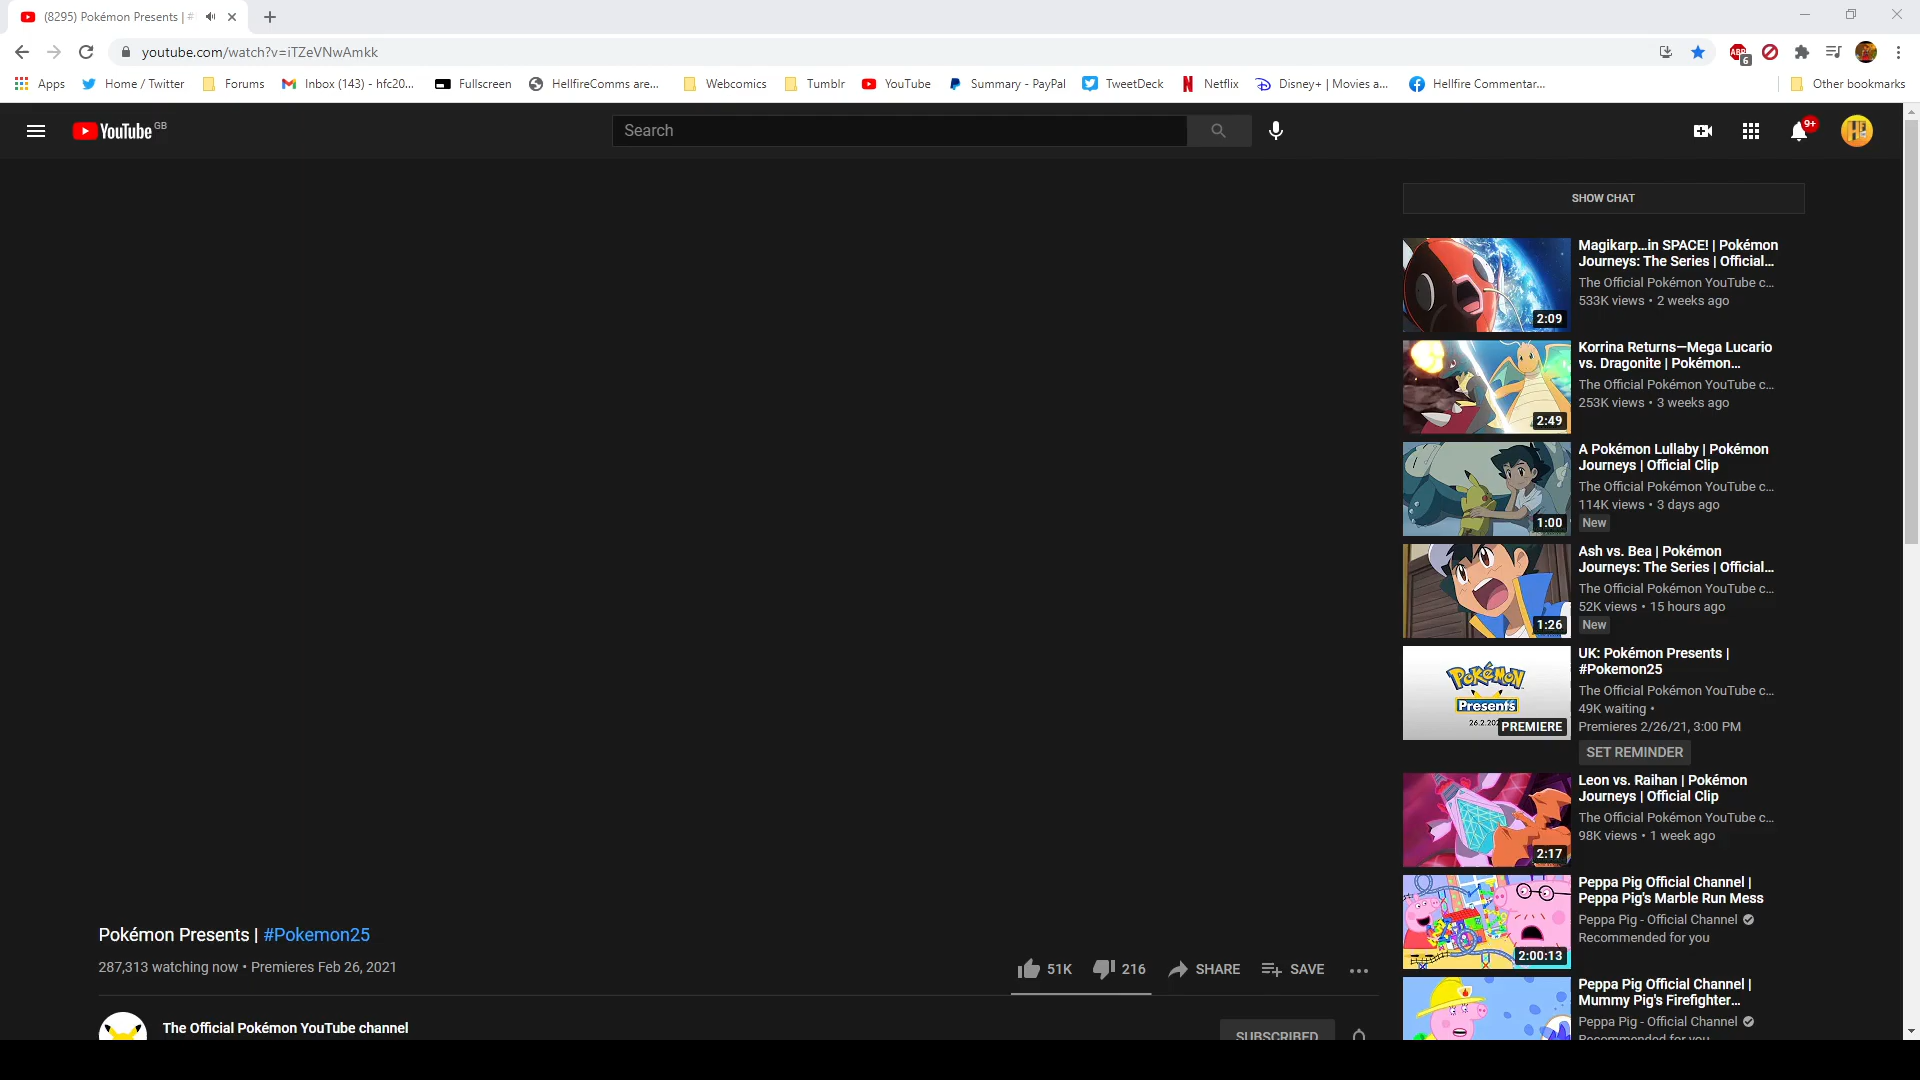 (8295) Pokémon Presents | #
youtube.com/watch?v=iTZeVNwAmkk
ABP
6
Apps
Home / Twitter
Forums
Inbox (143) - hfc20...
Fullscreen
HellfireComms are...
Webcomics
Tumblr
YouTube
Summary - PayPal
TweetDeck
Netflix
Disney+ | Movies a...
Hellfire Commentar...
Other bookmarks
YouTube GB
Search
9+
SHOW CHAT
Magikarp...in SPACE! | Pokémon
Journeys: The Series | Official...
The Official Pokémon YouTube c...
533K views • 2 weeks ago
2:09
Korrina Returns—Mega Lucario
vs. Dragonite | Pokémon...
The Official Pokémon YouTube c...
253K views • 3 weeks ago
2:49
A Pokémon Lullaby | Pokémon
Journeys | Official Clip
The Official Pokémon YouTube c...
114K views • 3 days ago
New
1:00
Ash vs. Bea | Pokémon
Journeys: The Series | Official...
The Official Pokémon YouTube c...
52K views • 15 hours ago
New
1:26
Pokémon
Presents
26.2.202
PREMIERE
UK: Pokémon Presents |
#Pokemon25
The Official Pokémon YouTube c...
49K waiting •
Premieres 2/26/21, 3:00 PM
SET REMINDER
Leon vs. Raihan | Pokémon
Journeys | Official Clip
The Official Pokémon YouTube c...
98K views • 1 week ago
2:17
Peppa Pig Official Channel |
Peppa Pig's Marble Run Mess
Peppa Pig - Official Channel
Recommended for you
2:00:13
Peppa Pig Official Channel |
Mummy Pig's Firefighter...
Peppa Pig - Official Channel
Recommended for you
Pokémon Presents | #Pokemon25
287,313 watching now • Premieres Feb 26, 2021
51K
216
SHARE
SAVE
The Official Pokémon YouTube channel
SUBSCRIBED